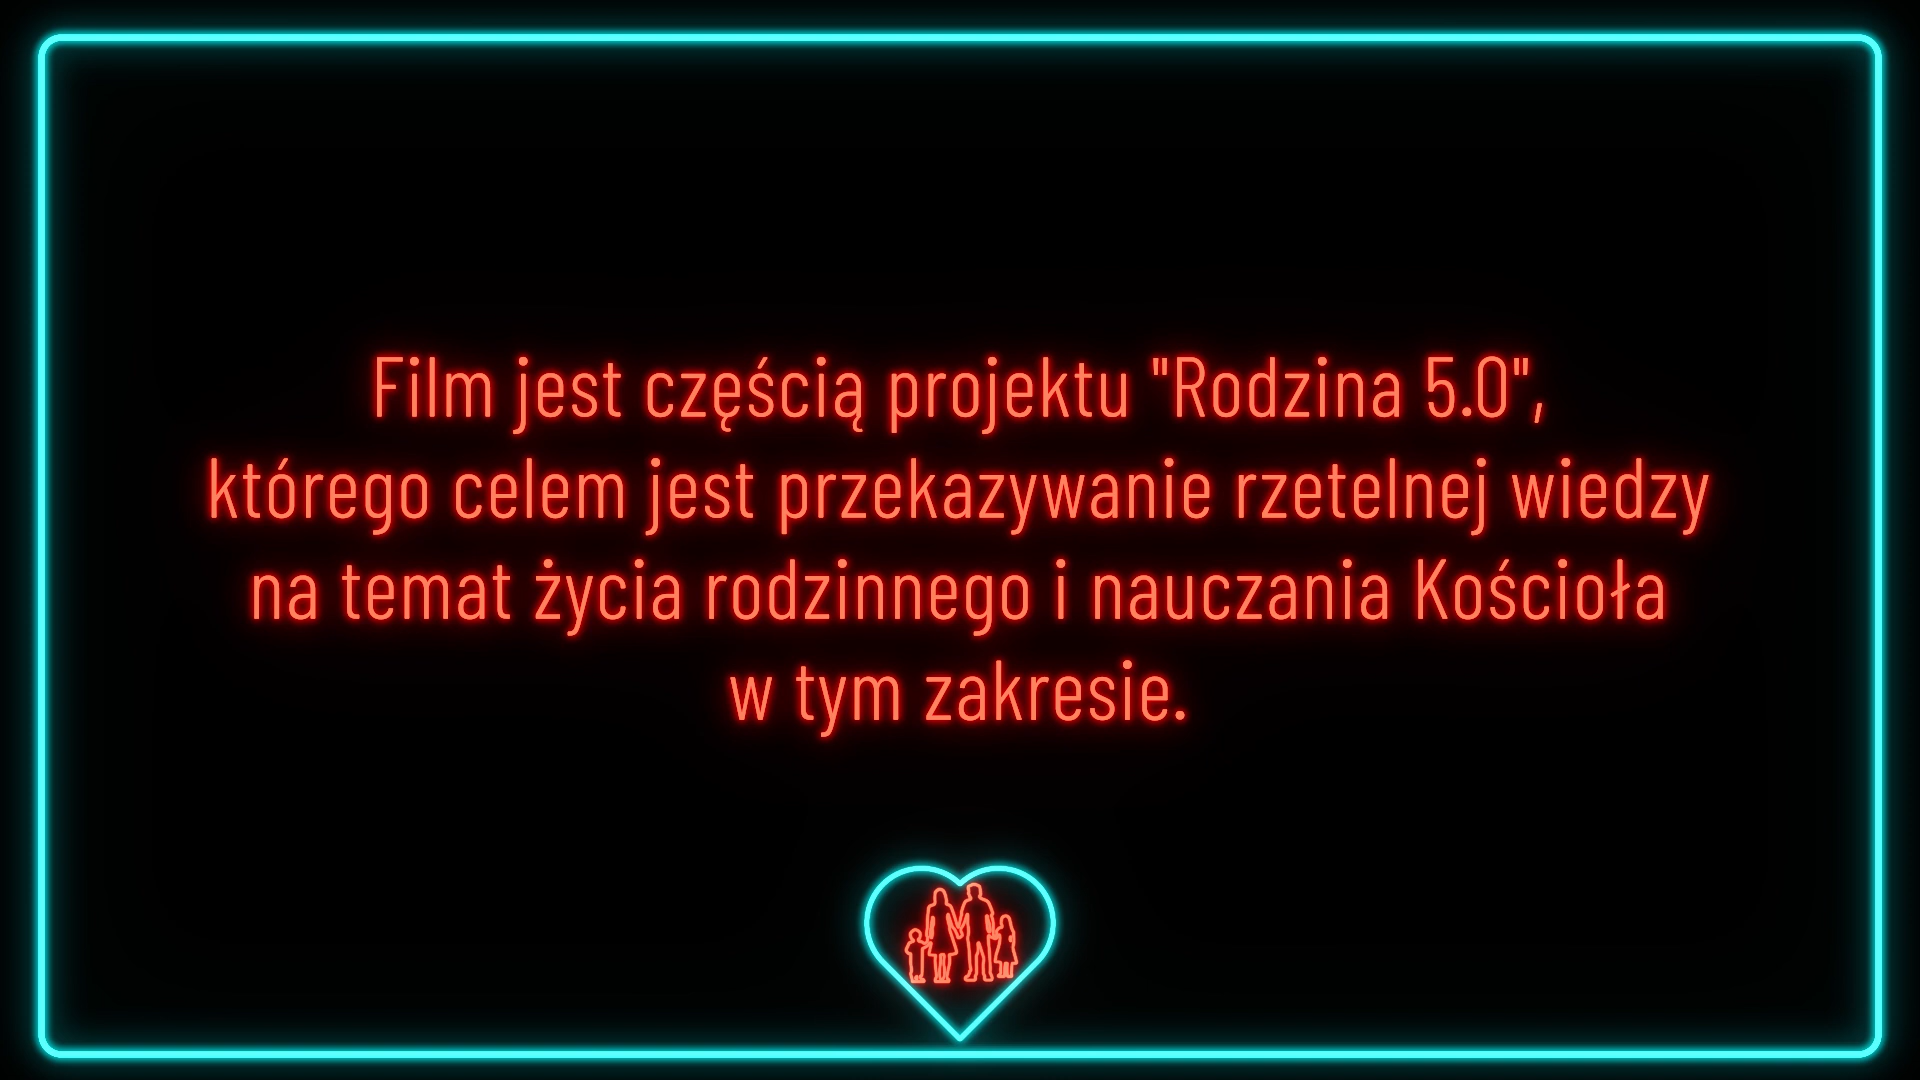 Film jest częścią projektu "Rodzina 5.0",
którego celem jest przekazywanie rzetelnej wiedzy
na temat życia rodzinnego i nauczania Kościoła
w tym zakresie.